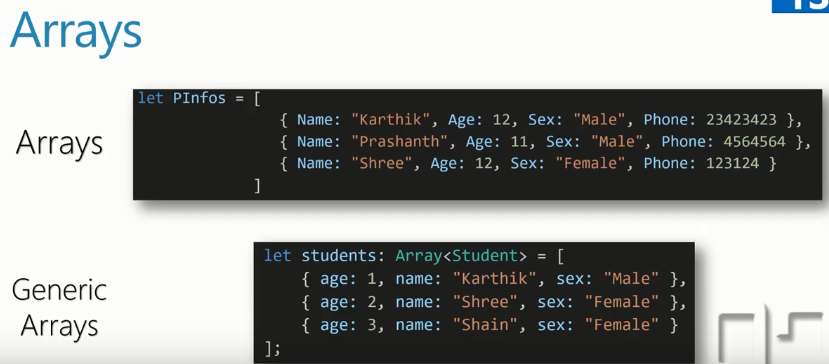 Arrays
Arrays
let PInfos = [
{ Name: "Karthik", Age: 12, Sex: "Male", Phone: 23423423 },
{ Name: "Prashanth", Age: 11, Sex: "Male", Phone: 4564564 },
{ Name: "Shree", Age: 12, Sex: "Female", Phone: 123124 }
]
Generic
Arrays
let students: Array<Student> = [
{ age: 1, name: "Karthik", sex: "Male" },
{ age: 2, name: "Shree", sex: "Female" },
{ age: 3, name: "Shain", sex: "Female" }
];